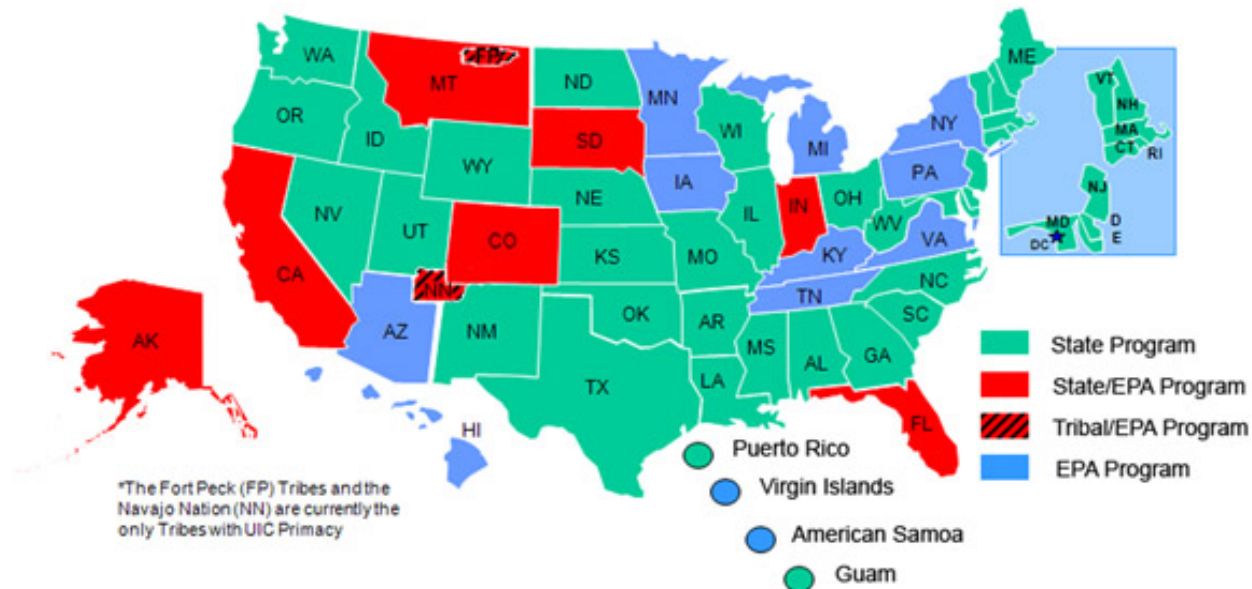 WA
OR
ID
MT
FP
ND
MN
WI
MI
NY
ME
VT
NH
MA
CT
RI
NJ
MD
D
E
DC
SD
WY
NV
UT
CO
NE
IA
IL
IN
OH
PA
WV
VA
KY
CA
NN
KS
MO
TN
NC
SC
AK
AZ
NM
OK
AR
MS
AL
GA
TX
LA
FL
HI
State Program
State/EPA Program
Tribal/EPA Program
EPA Program
Puerto Rico
Virgin Islands
American Samoa
Guam
*The Fort Peck (FP) Tribes and the
Navajo Nation (NN) are currently the
only Tribes with UIC Primacy